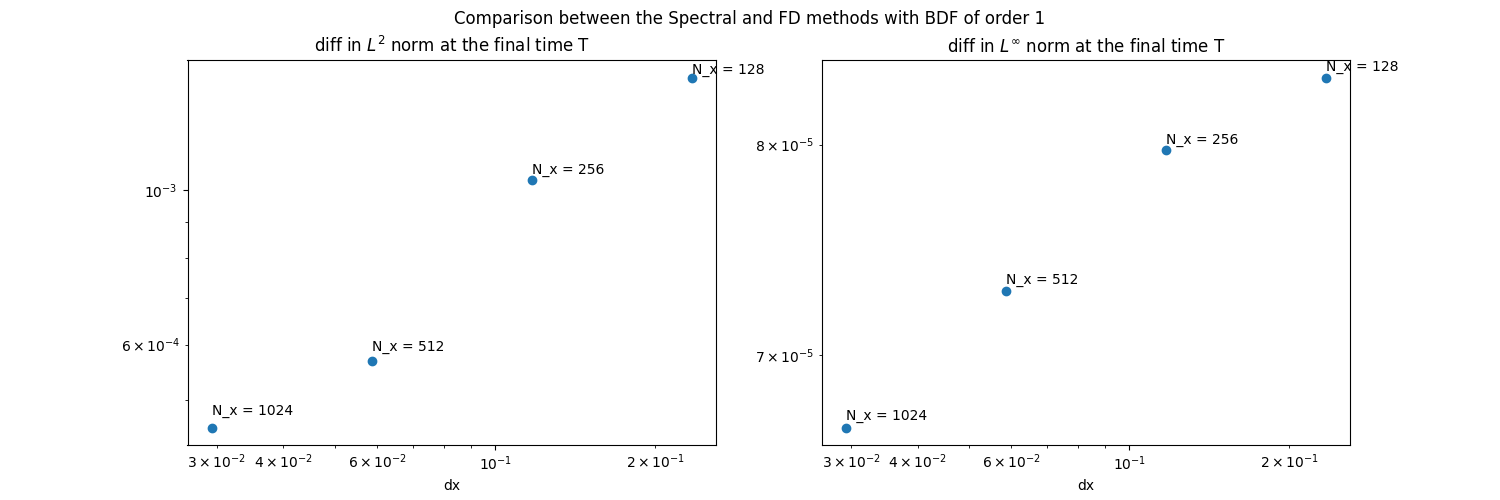 Comparison between the Spectral and FD methods with BDF of order 1
diff in $L^2$ norm at the final time T
N_x = 128
N_x = 256
$10^{-3}$
$6 × 10^{-4}$
N_x = 512
N_x = 1024
$3 × 10^{-2}$ $4 × 10^{-2}$ $6 × 10^{-2}$ $10^{-1}$ $2 × 10^{-1}$
dx
diff in $L^∞$ norm at the final time T
N_x = 128
$8 × 10^{-5}$
N_x = 256
N_x = 512
$7 × 10^{-5}$
N_x = 1024
$3 × 10^{-2}$ $4 × 10^{-2}$ $6 × 10^{-2}$ $10^{-1}$ $2 × 10^{-1}$
dx